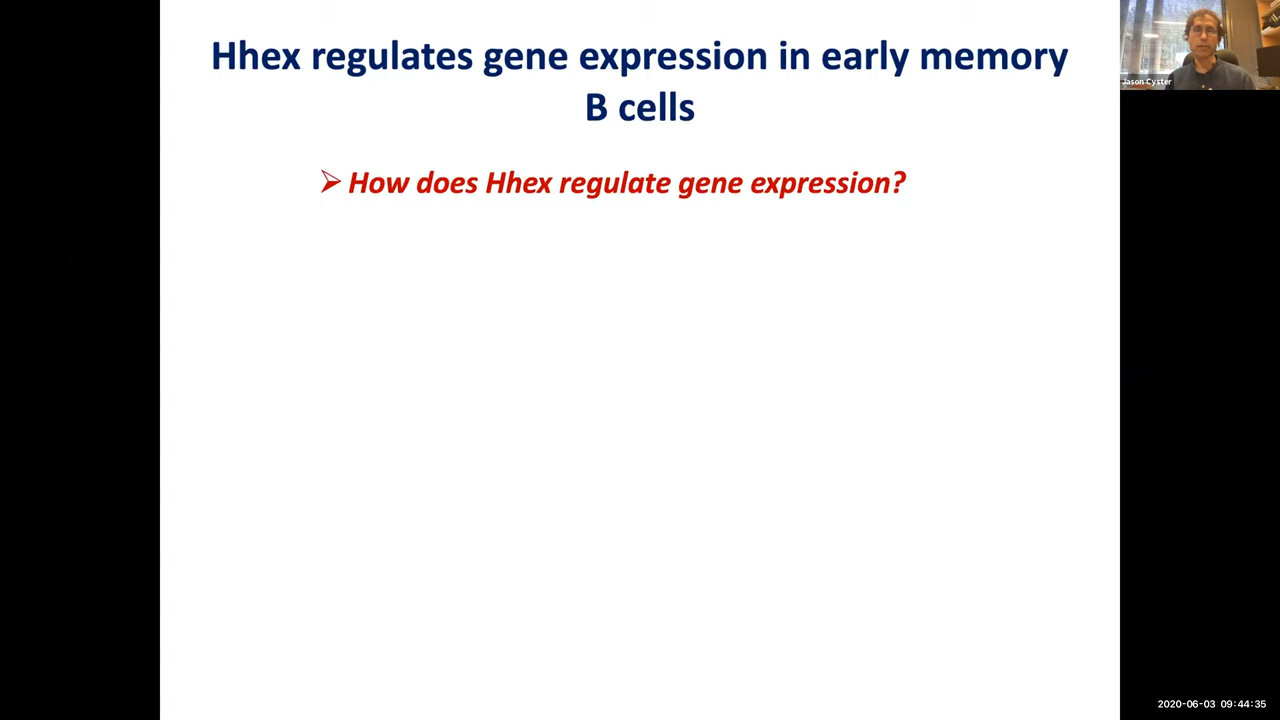 Hhex regulates gene expression in early memory
B cells
➢ How does Hhex regulate gene expression?
Jason Cyster
2020-06-03 09:44:35